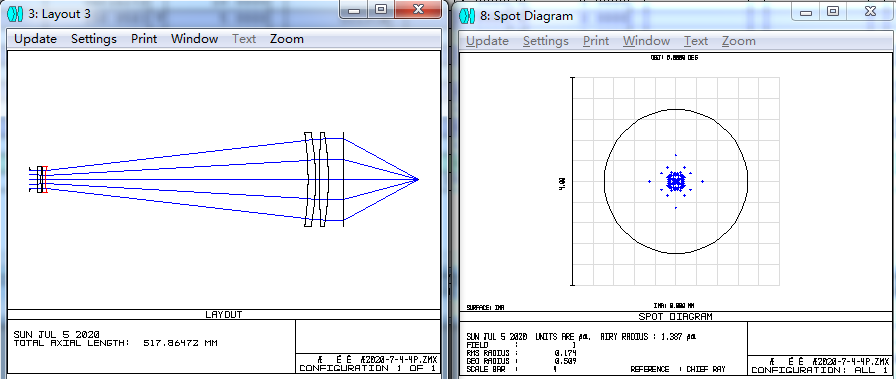 3: Layout 3
Update Settings Print Window Text Zoom
LAYOUT
SUN JUL 5 2020
TOTAL AXIAL LENGTH: 517.86472 MM
Æ É Ê Æ2020-7-4-4P.ZMX
CONFIGURATION 1 OF 1
8: Spot Diagram
Update Settings Print Window Text Zoom
OBJ: 0.0000 DEG
4.00
IMA: 0.000 MM
SURFACE: IMA
SPOT DIAGRAM
SUN JUL 5 2020 UNITS ARE µm. AIRY RADIUS : 1.387 µm
FIELD : 1
RMS RADIUS : 0.174
GEO RADIUS : 0.509
SCALE BAR : 4 REFERENCE : CHIEF RAY
Æ É Ê Æ2020-7-4-4P.ZMX
CONFIGURATION: ALL 1